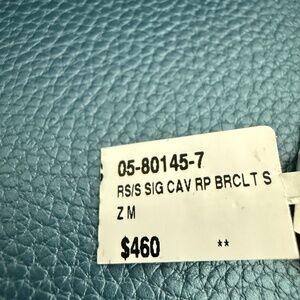 05-80145-7
RS/S SIG CAV RP BRCLT S
Z M
$460 **